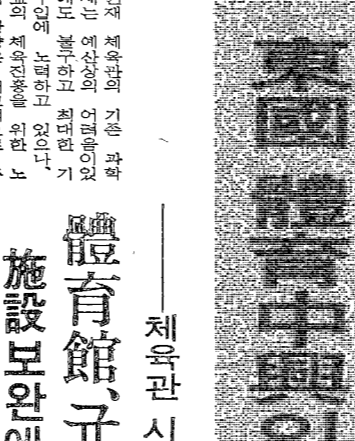 東國 體育中興의
체육관 시
體育館、규
施設 보완에
현재 체육관의 기존 과학
재는 예산상의 어려움이 있
에도 불구하고 최대한 기
구입에 노력하고 있으나,
의 체육진흥을 위한 노